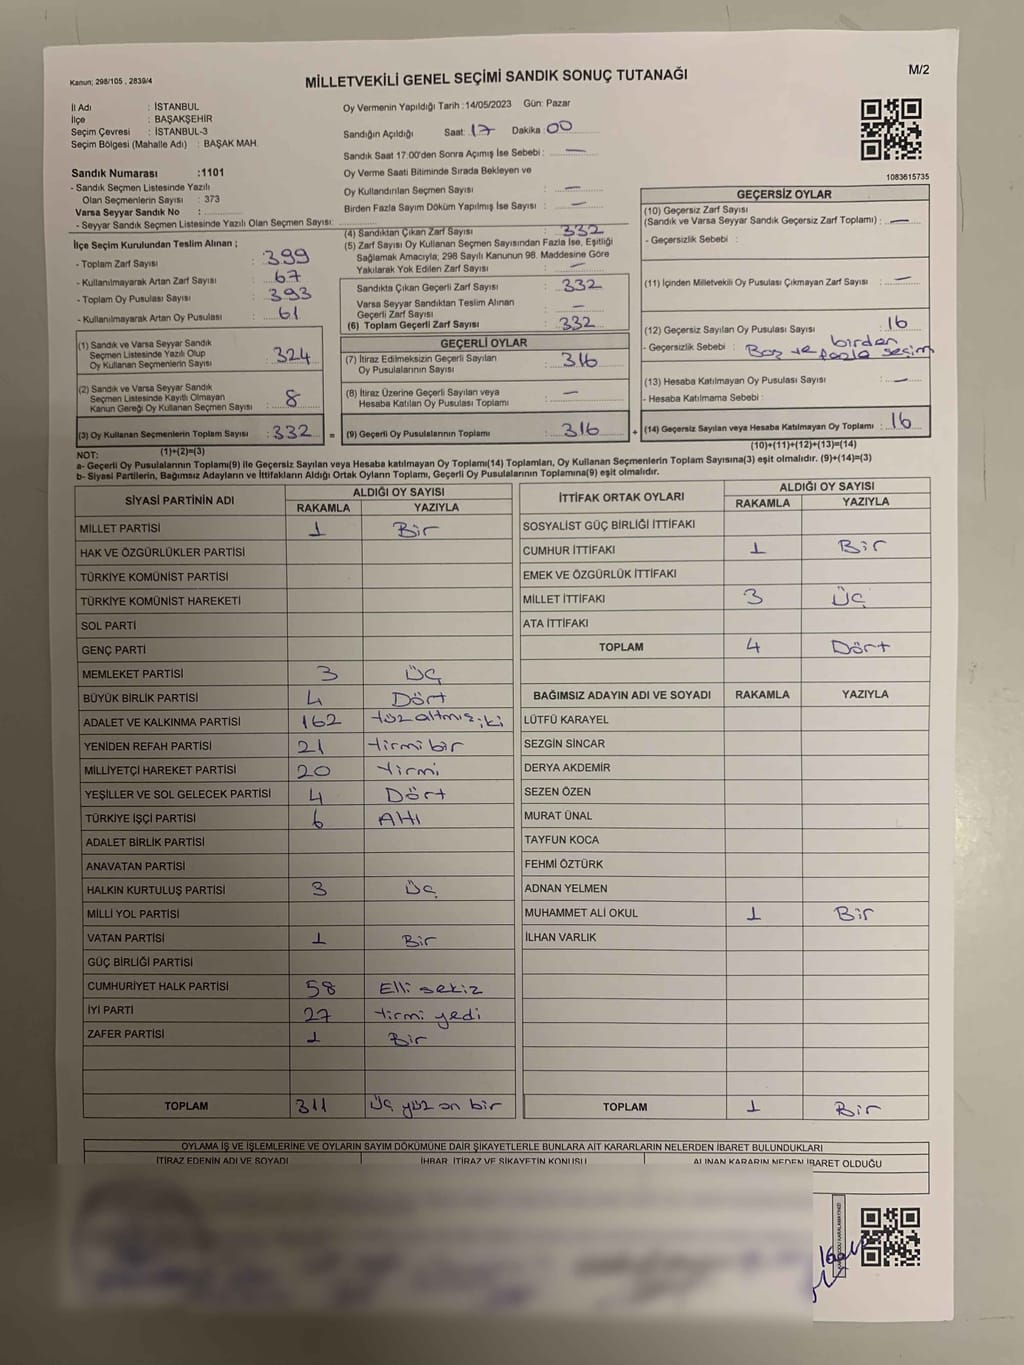 Kanun; 298/105 , 2839/4
MİLLETVEKİLİ GENEL SEÇİMİ SANDIK SONUÇ TUTANAĞI
M/2
İl Adı : İSTANBUL
İlçe : BAŞAKŞEHİR
Seçim Çevresi : İSTANBUL-3
Seçim Bölgesi (Mahalle Adı) : BAŞAK MAH.
Sandık Numarası :1101
- Sandık Seçmen Listesinde Yazılı
Olan Seçmenlerin Sayısı : 373
Varsa Seyyar Sandık No :
- Seyyar Sandık Seçmen Listesinde Yazılı Olan Seçmen Sayısı:
Oy Vermenin Yapıldığı Tarih :14/05/2023 Gün: Pazar
Sandığın Açıldığı Saat: 17 Dakika : 00
Sandık Saat 17:00'den Sonra Açımış İse Sebebi : —
Oy Verme Saati Bitiminde Sırada Bekleyen ve
Oy Kullandırılan Seçmen Sayısı : —
Birden Fazla Sayım Döküm Yapılmış İse Sayısı : —
1083615735
İlçe Seçim Kurulundan Teslim Alınan ;
- Toplam Zarf Sayısı : 399
- Kullanılmayarak Artan Zarf Sayısı : 67
- Toplam Oy Pusulası Sayısı : 393
- Kullanılmayarak Artan Oy Pusulası : 61
(1) Sandık ve Varsa Seyyar Sandık
Seçmen Listesinde Yazılı Olup
Oy Kullanan Seçmenlerin Sayısı : 324
(2) Sandık ve Varsa Seyyar Sandık
Seçmen Listesinde Kayıtlı Olmayan
Kanun Gereği Oy Kullanan Seçmen Sayısı : 8
(3) Oy Kullanan Seçmenlerin Toplam Sayısı : 332
(1)+(2)=(3)
(4) Sandıktan Çıkan Zarf Sayısı : 332
(5) Zarf Sayısı Oy Kullanan Seçmen Sayısından Fazla İse, Eşitliği
Sağlamak Amacıyla, 298 Sayılı Kanunun 98. Maddesine Göre
Yakılarak Yok Edilen Zarf Sayısı : —
Sandıkta Çıkan Geçerli Zarf Sayısı : 332
Varsa Seyyar Sandıktan Teslim Alınan
Geçerli Zarf Sayısı : —
(6) Toplam Geçerli Zarf Sayısı : 332
GEÇERLİ OYLAR
(7) İtiraz Edilmeksizin Geçerli Sayılan
Oy Pusulalarının Sayısı : 316
(8) İtiraz Üzerine Geçerli Sayılan veya
Hesaba Katılan Oy Pusulası Toplamı : —
= (9) Geçerli Oy Pusulalarının Toplamı : 316
GEÇERSİZ OYLAR
(10) Geçersiz Zarf Sayısı
(Sandık ve Varsa Seyyar Sandık Geçersiz Zarf Toplamı) : —
- Geçersizlik Sebebi :
(11) İçinden Milletvekili Oy Pusulası Çıkmayan Zarf Sayısı : —
(12) Geçersiz Sayılan Oy Pusulası Sayısı : 16
- Geçersizlik Sebebi : Boş ve birden fazla seçim
(13) Hesaba Katılmayan Oy Pusulası Sayısı : —
- Hesaba Katılmama Sebebi :
+ (14) Geçersiz Sayılan veya Hesaba Katılmayan Oy Toplamı : 16
(10)+(11)+(12)+(13)=(14)
NOT:
a- Geçerli Oy Pusulalarının Toplamı(9) ile Geçersiz Sayılan veya Hesaba katılmayan Oy Toplamı(14) Toplamları, Oy Kullanan Seçmenlerin Toplam Sayısına(3) eşit olmalıdır. (9)+(14)=(3)
b- Siyasi Partilerin, Bağımsız Adayların ve İttifakların Aldığı Ortak Oyların Toplamı, Geçerli Oy Pusulalarının Toplamına(9) eşit olmalıdır.
SİYASİ PARTİNİN ADI ALDIĞI OY SAYISI
RAKAMLA YAZIYLA
MİLLET PARTİSİ 1 Bir
HAK VE ÖZGÜRLÜKLER PARTİSİ
TÜRKİYE KOMÜNİST PARTİSİ
TÜRKİYE KOMÜNİST HAREKETİ
SOL PARTİ
GENÇ PARTİ
MEMLEKET PARTİSİ 3 Üç
BÜYÜK BİRLİK PARTİSİ 4 Dört
ADALET VE KALKINMA PARTİSİ 162 Yüz altmış iki
YENİDEN REFAH PARTİSİ 21 Yirmi bir
MİLLİYETÇİ HAREKET PARTİSİ 20 Yirmi
YEŞİLLER VE SOL GELECEK PARTİSİ 4 Dört
TÜRKİYE İŞÇİ PARTİSİ 6 Altı
ADALET BİRLİK PARTİSİ
ANAVATAN PARTİSİ
HALKIN KURTULUŞ PARTİSİ 3 Üç
MİLLİ YOL PARTİSİ
VATAN PARTİSİ 1 Bir
GÜÇ BİRLİĞİ PARTİSİ
CUMHURİYET HALK PARTİSİ 58 Elli sekiz
İYİ PARTİ 27 Yirmi yedi
ZAFER PARTİSİ 1 Bir
TOPLAM 311 Üç yüz on bir
İTTİFAK ORTAK OYLARI ALDIĞI OY SAYISI
RAKAMLA YAZIYLA
SOSYALİST GÜÇ BİRLİĞİ İTTİFAKI
CUMHUR İTTİFAKI 1 Bir
EMEK VE ÖZGÜRLÜK İTTİFAKI
MİLLET İTTİFAKI 3 Üç
ATA İTTİFAKI
TOPLAM 4 Dört
BAĞIMSIZ ADAYIN ADI VE SOYADI RAKAMLA YAZIYLA
LÜTFÜ KARAYEL
SEZGİN SİNCAR
DERYA AKDEMİR
SEZEN ÖZEN
MURAT ÜNAL
TAYFUN KOCA
FEHMİ ÖZTÜRK
ADNAN YELMEN
MUHAMMET ALİ OKUL 1 Bir
İLHAN VARLIK
TOPLAM 1 Bir
OYLAMA İŞ VE İŞLEMLERİNE VE OYLARIN SAYIM DÖKÜMÜNE DAİR ŞİKAYETLERLE BUNLARA AİT KARARLARIN NELERDEN İBARET BULUNDUKLARI
İTİRAZ EDENİN ADI VE SOYADI İHBAR, İTİRAZ VE ŞİKAYETİN KONUSU ALINAN KARARIN NEDEN İBARET OLDUĞU